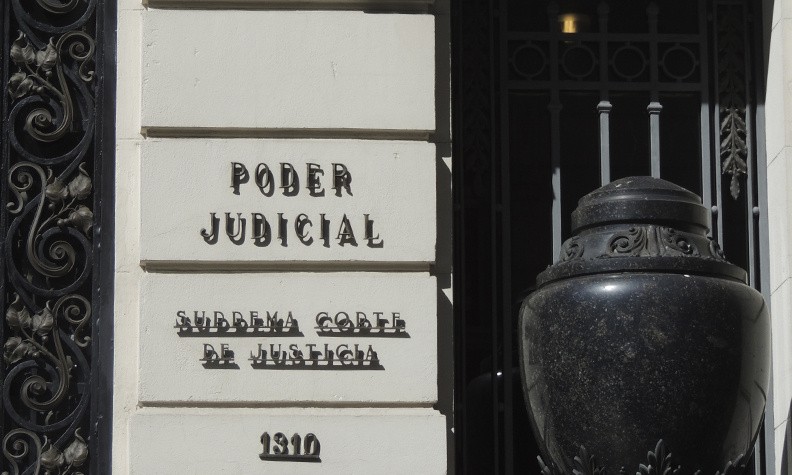 PODER
JUDICIAL
SUPREMA CORTE
DE JUSTICIA
1310